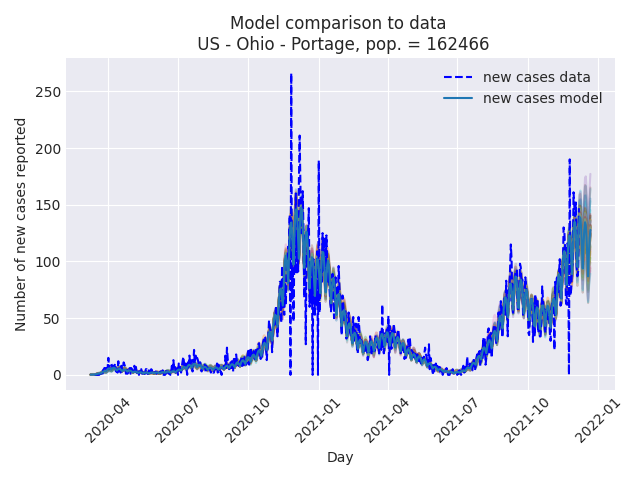 Model comparison to data
US - Ohio - Portage, pop. = 162466
new cases data
new cases model
Number of new cases reported
250
200
150
100
50
0
2020-04
2020-07
2020-10
2021-01
2021-04
2021-07
2021-10
2022-01
Day